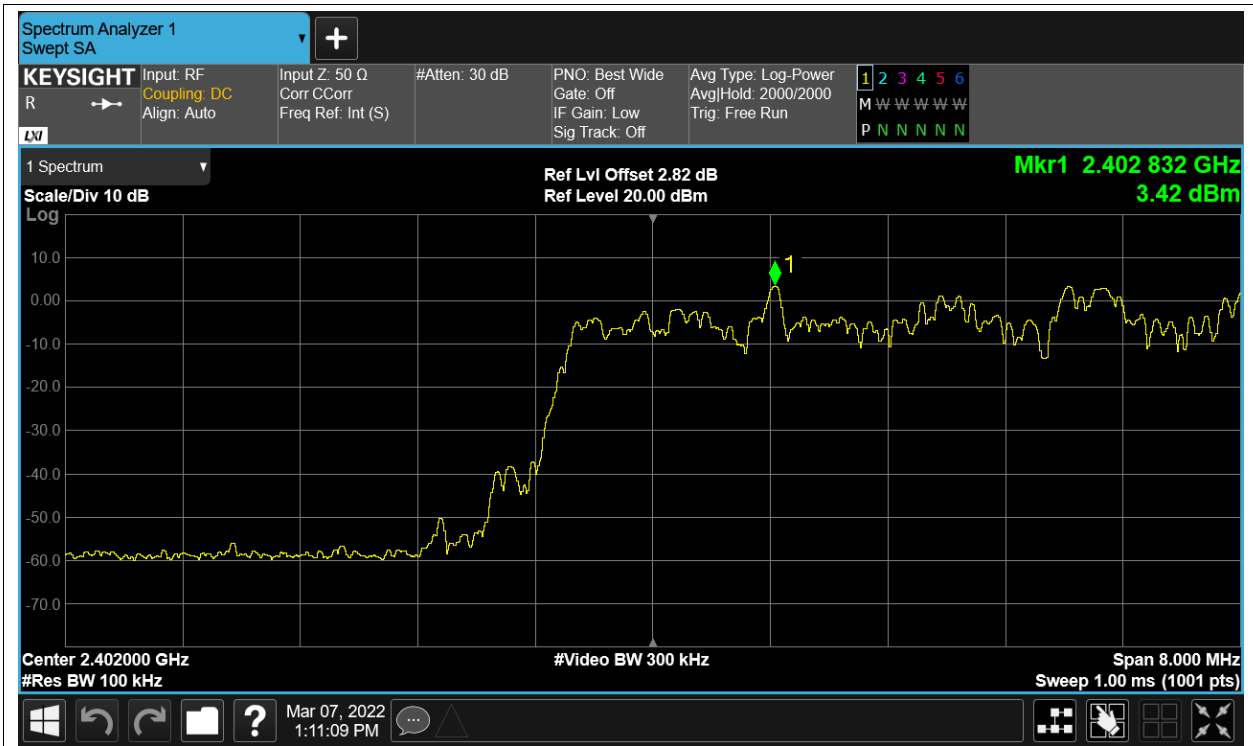 Spectrum Analyzer 1
Swept SA
KEYSIGHT
R
LXI
Input: RF
Coupling: DC
Align: Auto
Input Z: 50 Ω
Corr CCorr
Freq Ref: Int (S)
#Atten: 30 dB
PNO: Best Wide
Gate: Off
IF Gain: Low
Sig Track: Off
Avg Type: Log-Power
Avg|Hold: 2000/2000
Trig: Free Run
1 2 3 4 5 6
M W W W W W
P N N N N N
1 Spectrum
Scale/Div 10 dB
Ref Lvl Offset 2.82 dB
Ref Level 20.00 dBm
Mkr1 2.402 832 GHz
3.42 dBm
Log
10.0
0.00
-10.0
-20.0
-30.0
-40.0
-50.0
-60.0
-70.0
1
Center 2.402000 GHz
#Res BW 100 kHz
#Video BW 300 kHz
Span 8.000 MHz
Sweep 1.00 ms (1001 pts)
?
Mar 07, 2022
1:11:09 PM